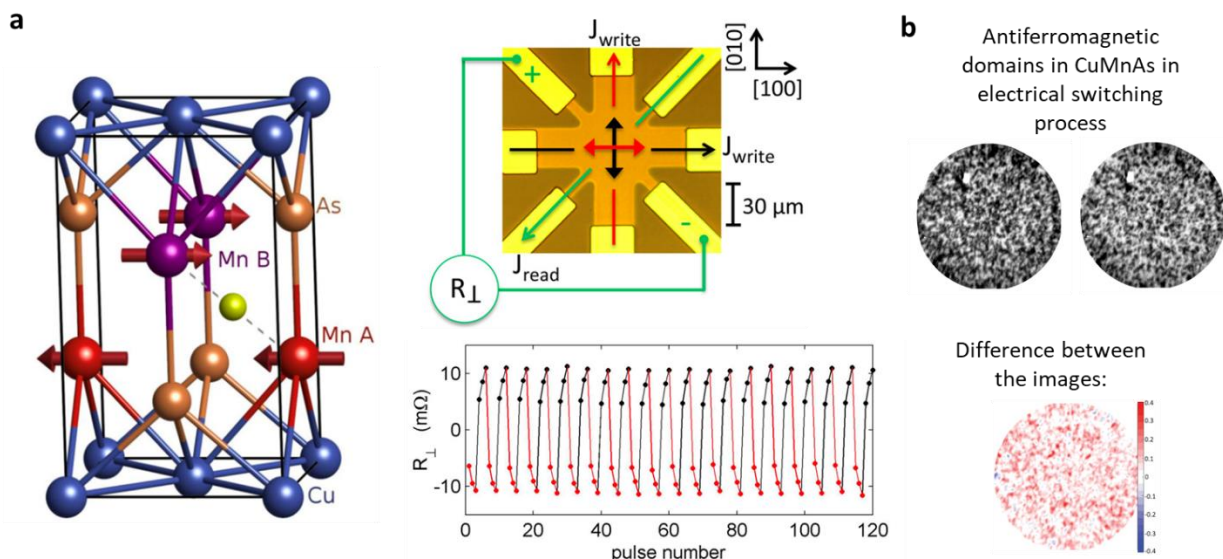 a
As
Mn B
Mn A
Cu
J_write
+
J_write
30 μm
-
J_read
R⊥
[010]
[100]
R⊥ (mΩ)
10
0
-10
0 20 40 60 80 100 120
pulse number
b
Antiferromagnetic
domains in CuMnAs in
electrical switching
process
Difference between
the images:
0.4
0.3
0.2
0.1
0
-0.1
-0.2
-0.3
-0.4